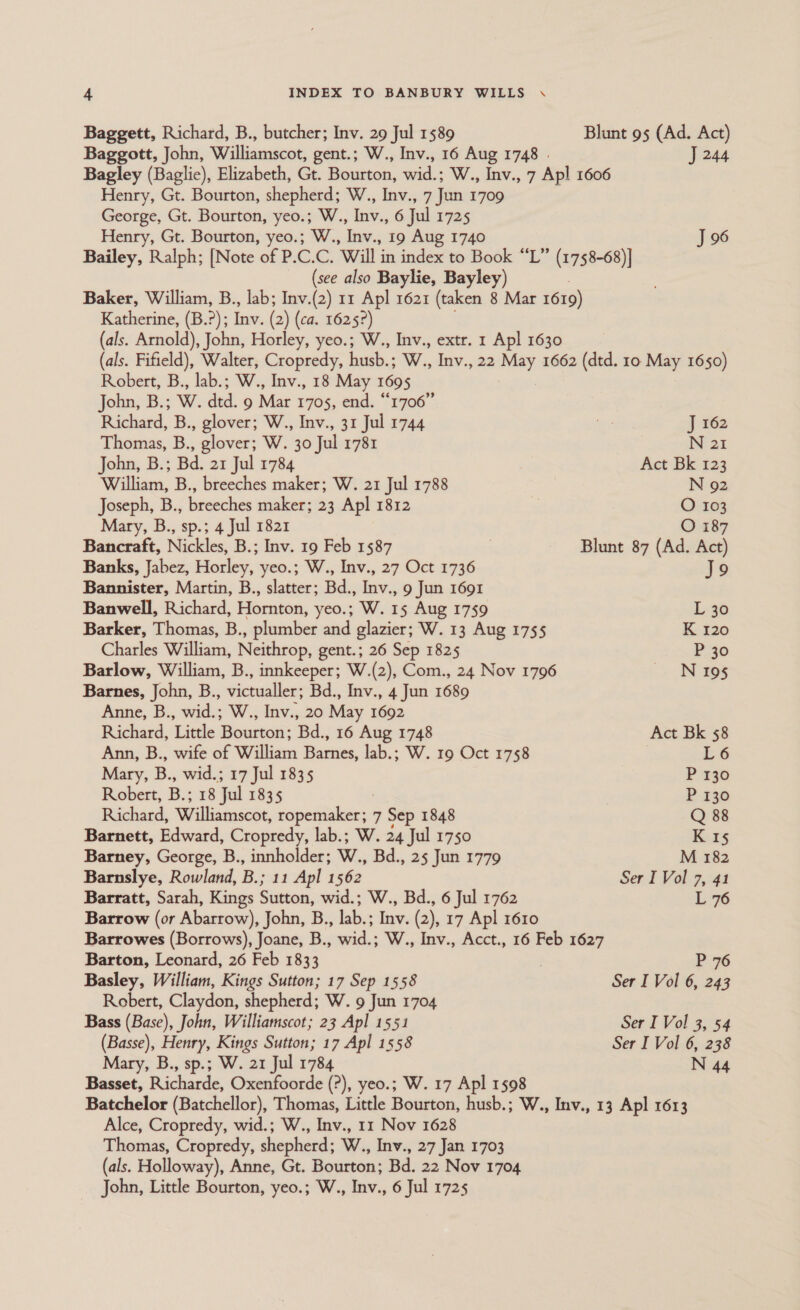 4 INDEX TO BANBURY WILLS
Baggett, Richard, B., butcher; Inv. 29 Jul 1589 Blunt 95 (Ad. Act)
Baggott, John, Williamscot, gent.; W., Inv., 16 Aug 1748 J 244
Bagley (Baglie), Elizabeth, Gt. Bourton, wid.; W., Inv., 7 Apl 1606
Henry, Gt. Bourton, shepherd; W., Inv., 7 Jun 1709
George, Gt. Bourton, yeo.; W., Inv., 6 Jul 1725
Henry, Gt. Bourton, yeo.; W., Inv., 19 Aug 1740 J 96
Bailey, Ralph; [Note of P.C.C. Will in index to Book “L” (1758-68)]
(see also Baylie, Bayley)
Baker, William, B., lab; Inv.(2) 11 Apl 1621 (taken 8 Mar 1619)
Katherine, (B.?); Inv. (2) (ca. 1625?)
(als. Arnold), John, Horley, yeo.; W., Inv., extr. 1 Apl 1630
(als. Fifield), Walter, Cropredy, husb.; W., Inv., 22 May 1662 (dtd. 10 May 1650)
Robert, B., lab.; W., Inv., 18 May 1695
John, B.; W. dtd. 9 Mar 1705, end. “1706”
Richard, B., glover; W., Inv., 31 Jul 1744 J 162
Thomas, B., glover; W. 30 Jul 1781 N 21
John, B.; Bd. 21 Jul 1784 Act Bk 123
William, B., breeches maker; W. 21 Jul 1788 N 92
Joseph, B., breeches maker; 23 Apl 1812 O 103
Mary, B., sp.; 4 Jul 1821 O 187
Bancraft, Nickles, B.; Inv. 19 Feb 1587 Blunt 87 (Ad. Act)
Banks, Jabez, Horley, yeo.; W., Inv., 27 Oct 1736 J 9
Bannister, Martin, B., slatter; Bd., Inv., 9 Jun 1691
Banwell, Richard, Hornton, yeo.; W. 15 Aug 1759 L 30
Barker, Thomas, B., plumber and glazier; W. 13 Aug 1755 K 120
Charles William, Neithrop, gent.; 26 Sep 1825 P 30
Barlow, William, B., innkeeper; W.(2), Com., 24 Nov 1796 N 195
Barnes, John, B., victualler; Bd., Inv., 4 Jun 1689
Anne, B., wid.; W., Inv., 20 May 1692
Richard, Little Bourton; Bd., 16 Aug 1748 Act Bk 58
Ann, B., wife of William Barnes, lab.; W. 19 Oct 1758 L 6
Mary, B., wid.; 17 Jul 1835 P 130
Robert, B.; 18 Jul 1835 P 130
Richard, Williamscot, ropemaker; 7 Sep 1848 Q 88
Barnett, Edward, Cropredy, lab.; W. 24 Jul 1750 K 15
Barney, George, B., innholder; W., Bd., 25 Jun 1779 M 182
Barnslye, Rowland, B.; 11 Apl 1562 Ser I Vol 7, 41
Barratt, Sarah, Kings Sutton, wid.; W., Bd., 6 Jul 1762 L 76
Barrow (or Abarrow), John, B., lab.; Inv. (2), 17 Apl 1610
Barrowes (Borrows), Joane, B., wid.; W., Inv., Acct., 16 Feb 1627
Barton, Leonard, 26 Feb 1833 P 76
Basley, William, Kings Sutton; 17 Sep 1558 Ser I Vol 6, 243
Robert, Claydon, shepherd; W. 9 Jun 1704
Bass (Base), John, Williamscot; 23 Apl 1551 Ser I Vol 3, 54
(Basse), Henry, Kings Sutton; 17 Apl 1558 Ser I Vol 6, 238
Mary, B., sp.; W. 21 Jul 1784 N 44
Basset, Richarde, Oxenfoorde (?), yeo.; W. 17 Apl 1598
Batchelor (Batchellor), Thomas, Little Bourton, husb.; W., Inv., 13 Apl 1613
Alce, Cropredy, wid.; W., Inv., 11 Nov 1628
Thomas, Cropredy, shepherd; W., Inv., 27 Jan 1703
(als. Holloway), Anne, Gt. Bourton; Bd. 22 Nov 1704
John, Little Bourton, yeo.; W., Inv., 6 Jul 1725